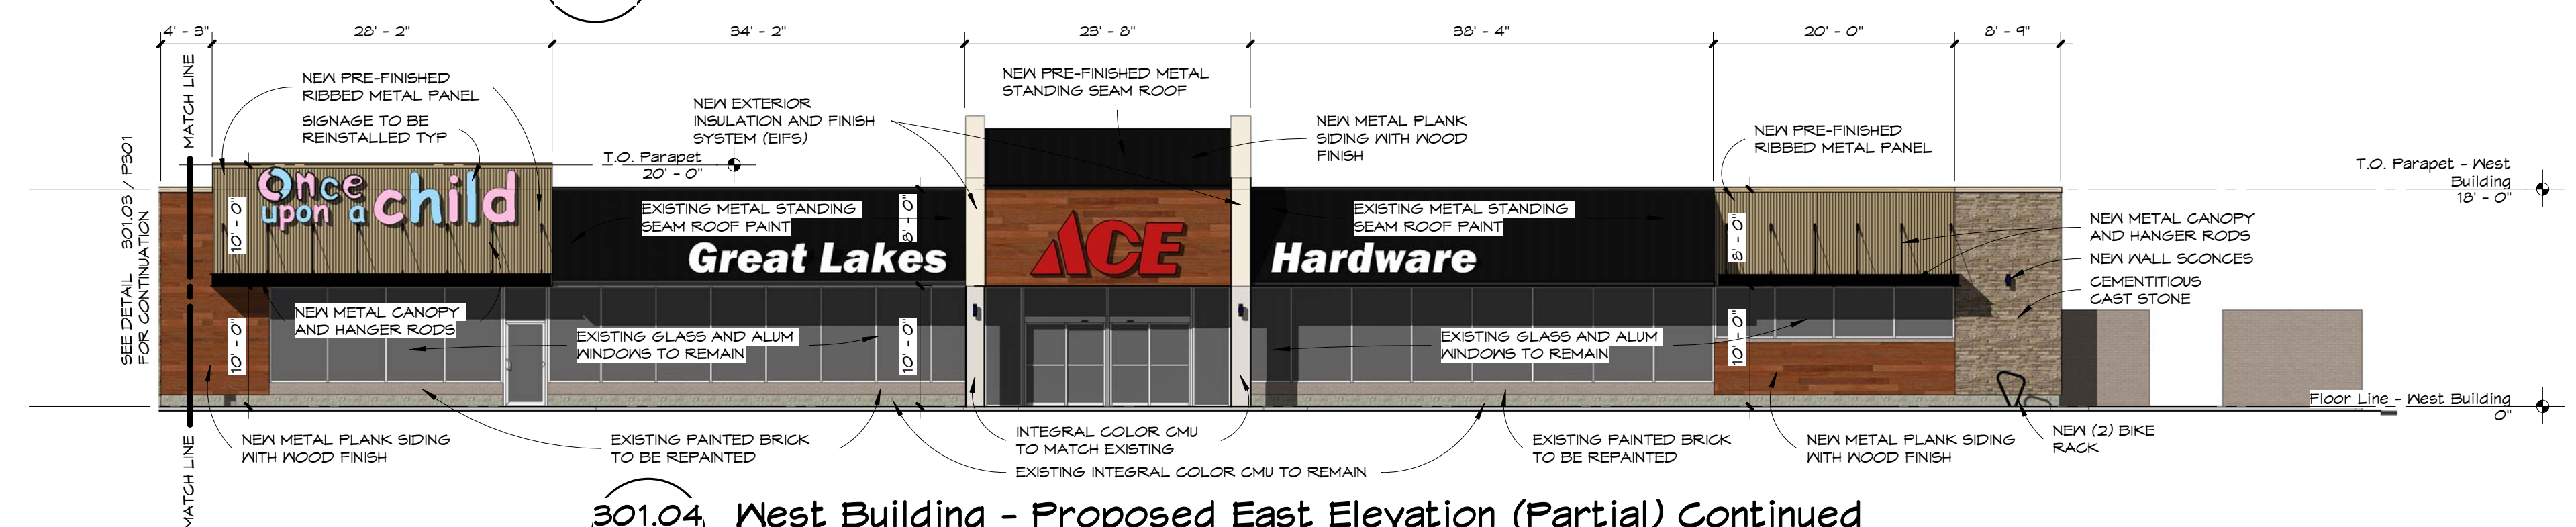 4' - 3"
28' - 2"
34' - 2"
23' - 8"
38' - 4"
20' - 0"
8' - 9"
MATCH LINE
SEE DETAIL 301.03 / P301
FOR CONTINUATION
NEW PRE-FINISHED
RIBBED METAL PANEL
SIGNAGE TO BE
REINSTALLED TYP
NEW EXTERIOR
INSULATION AND FINISH
SYSTEM (EIFS)
T.O. Parapet
20' - 0"
NEW PRE-FINISHED METAL
STANDING SEAM ROOF
NEW METAL PLANK
SIDING WITH WOOD
FINISH
NEW PRE-FINISHED
RIBBED METAL PANEL
T.O. Parapet - West
Building
18' - 0"
Once
upon a child
10' - 0"
EXISTING METAL STANDING
SEAM ROOF PAINT
8' - 0"
Great Lakes
ACE
Hardware
EXISTING METAL STANDING
SEAM ROOF PAINT
8' - 0"
NEW METAL CANOPY
AND HANGER RODS
NEW WALL SCONCES
CEMENTITIOUS
CAST STONE
NEW METAL CANOPY
AND HANGER RODS
10' - 0"
EXISTING GLASS AND ALUM
WINDOWS TO REMAIN
10' - 0"
EXISTING GLASS AND ALUM
WINDOWS TO REMAIN
10' - 0"
Floor Line - West Building
0"
MATCH LINE
NEW METAL PLANK SIDING
WITH WOOD FINISH
EXISTING PAINTED BRICK
TO BE REPAINTED
INTEGRAL COLOR CMU
TO MATCH EXISTING
EXISTING INTEGRAL COLOR CMU TO REMAIN
EXISTING PAINTED BRICK
TO BE REPAINTED
NEW METAL PLANK SIDING
WITH WOOD FINISH
NEW (2) BIKE
RACK
301.04
West Building - Proposed East Elevation (Partial) Continued